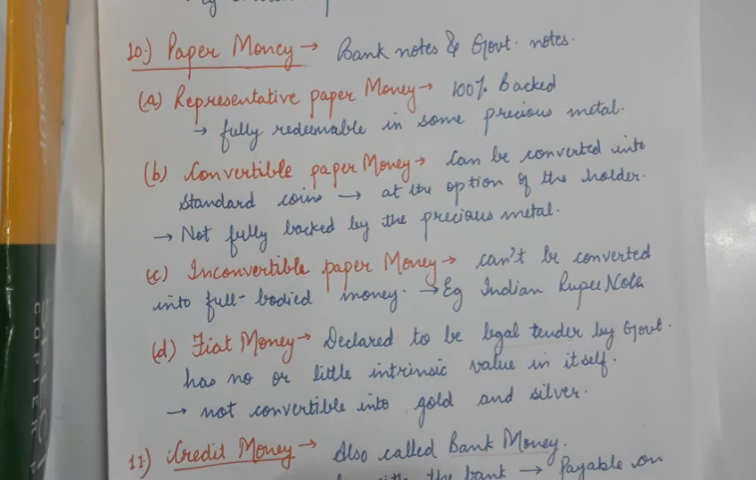 10.) Paper Money → Bank notes & Govt. notes.
(a) Representative paper Money → 100% Backed
→ fully redeemable in some precious metal.
(b) Convertible paper Money → Can be converted into
standard coins → at the option of the holder.
→ Not fully backed by the precious metal.
(c) Inconvertible paper Money → can't be converted
into full-bodied money. → Eg Indian Rupee Note
(d) Fiat Money → Declared to be legal tender by Govt.
has no or little intrinsic value in itself.
→ not convertible into gold and silver.
11) Credit Money → Also called Bank Money.
the bank → Payable on
COPIER